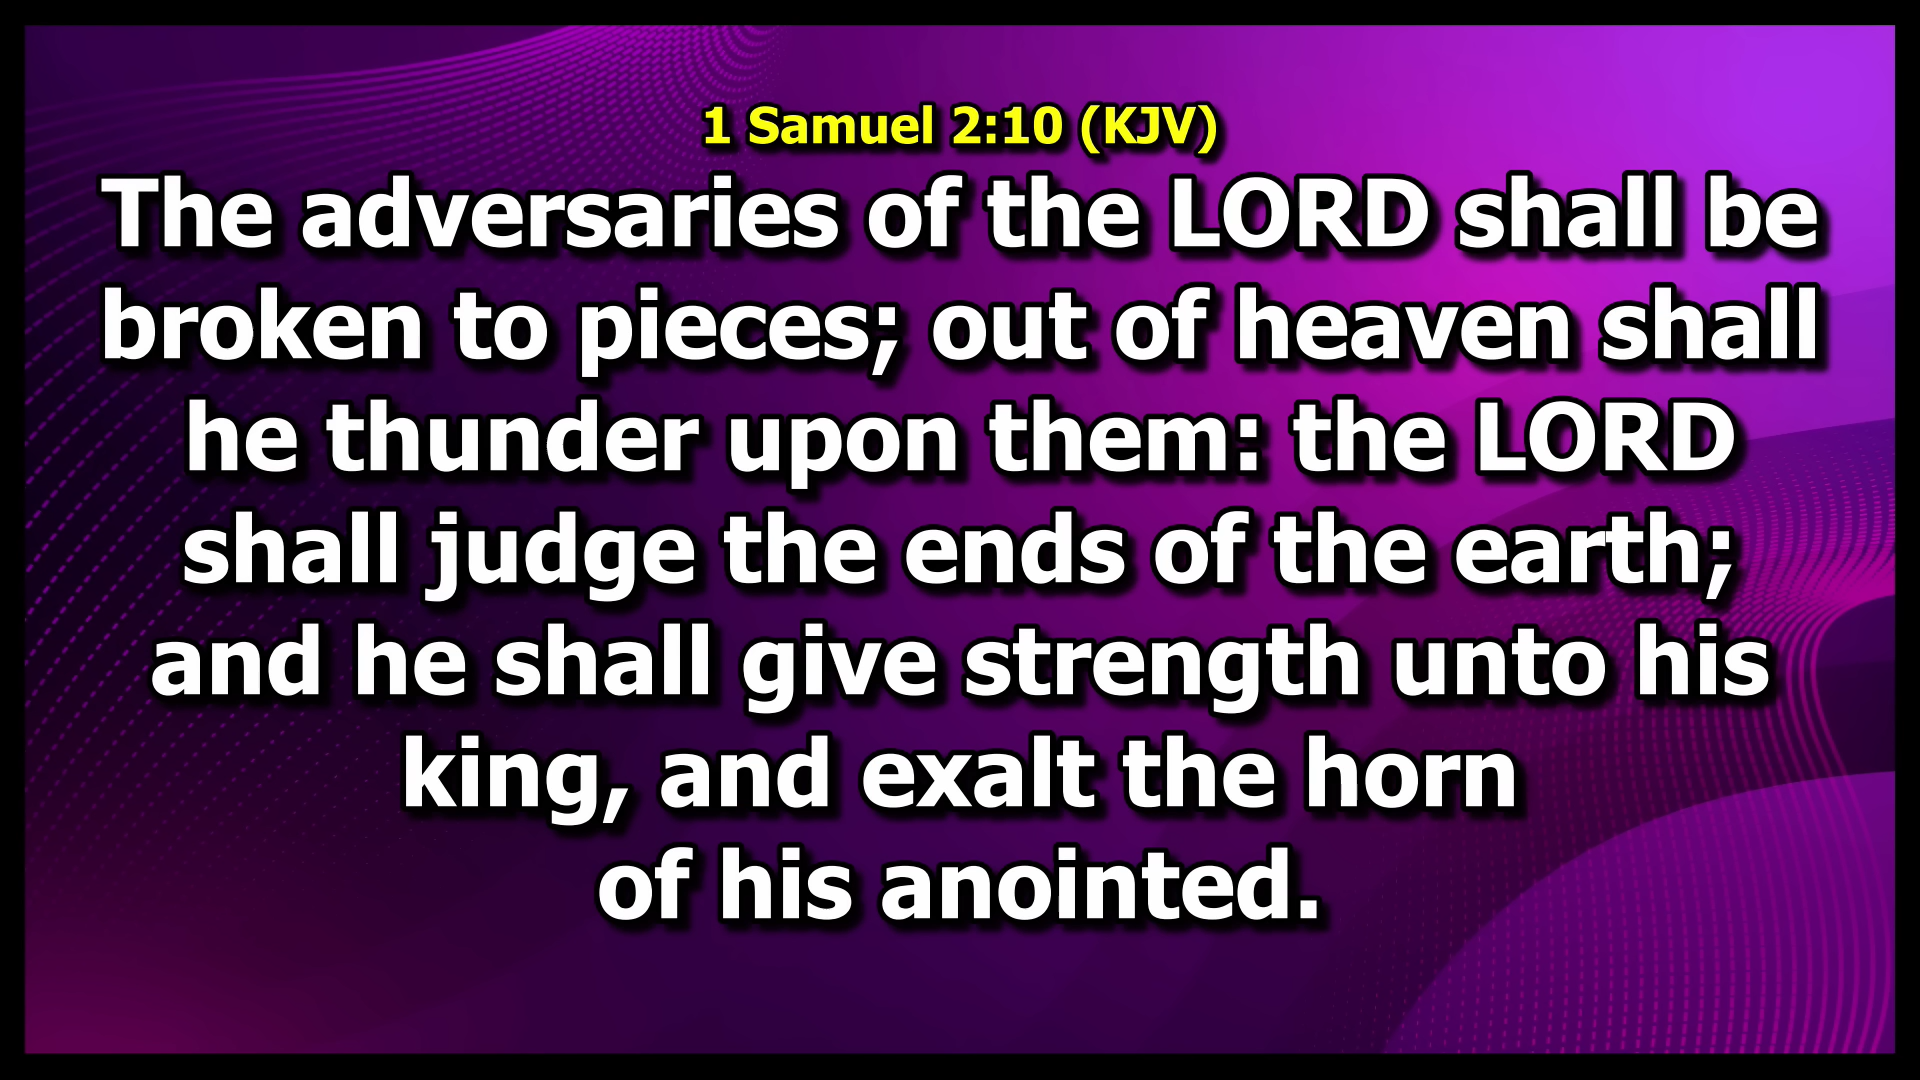 1 Samuel 2:10 (KJV)
The adversaries of the LORD shall be
broken to pieces; out of heaven shall
he thunder upon them: the LORD
shall judge the ends of the earth;
and he shall give strength unto his
king, and exalt the horn
of his anointed.